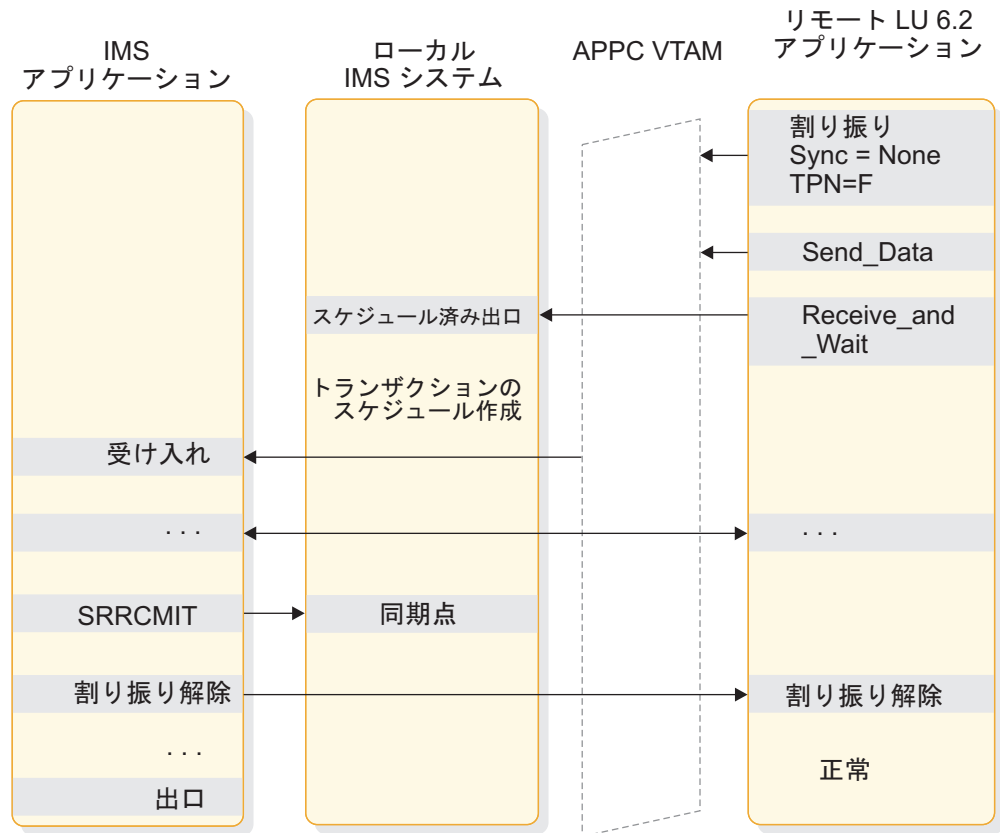 IMS
アプリケーション
ローカル
IMS システム
APPC VTAM
リモート LU 6.2
アプリケーション
割り振り
Sync = None
TPN=F
Send_Data
スケジュール済み出口
Receive_and
_Wait
トランザクションの
スケジュール作成
受け入れ
. . .
. . .
SRRCMIT
同期点
割り振り解除
割り振り解除
. . .
正常
出口